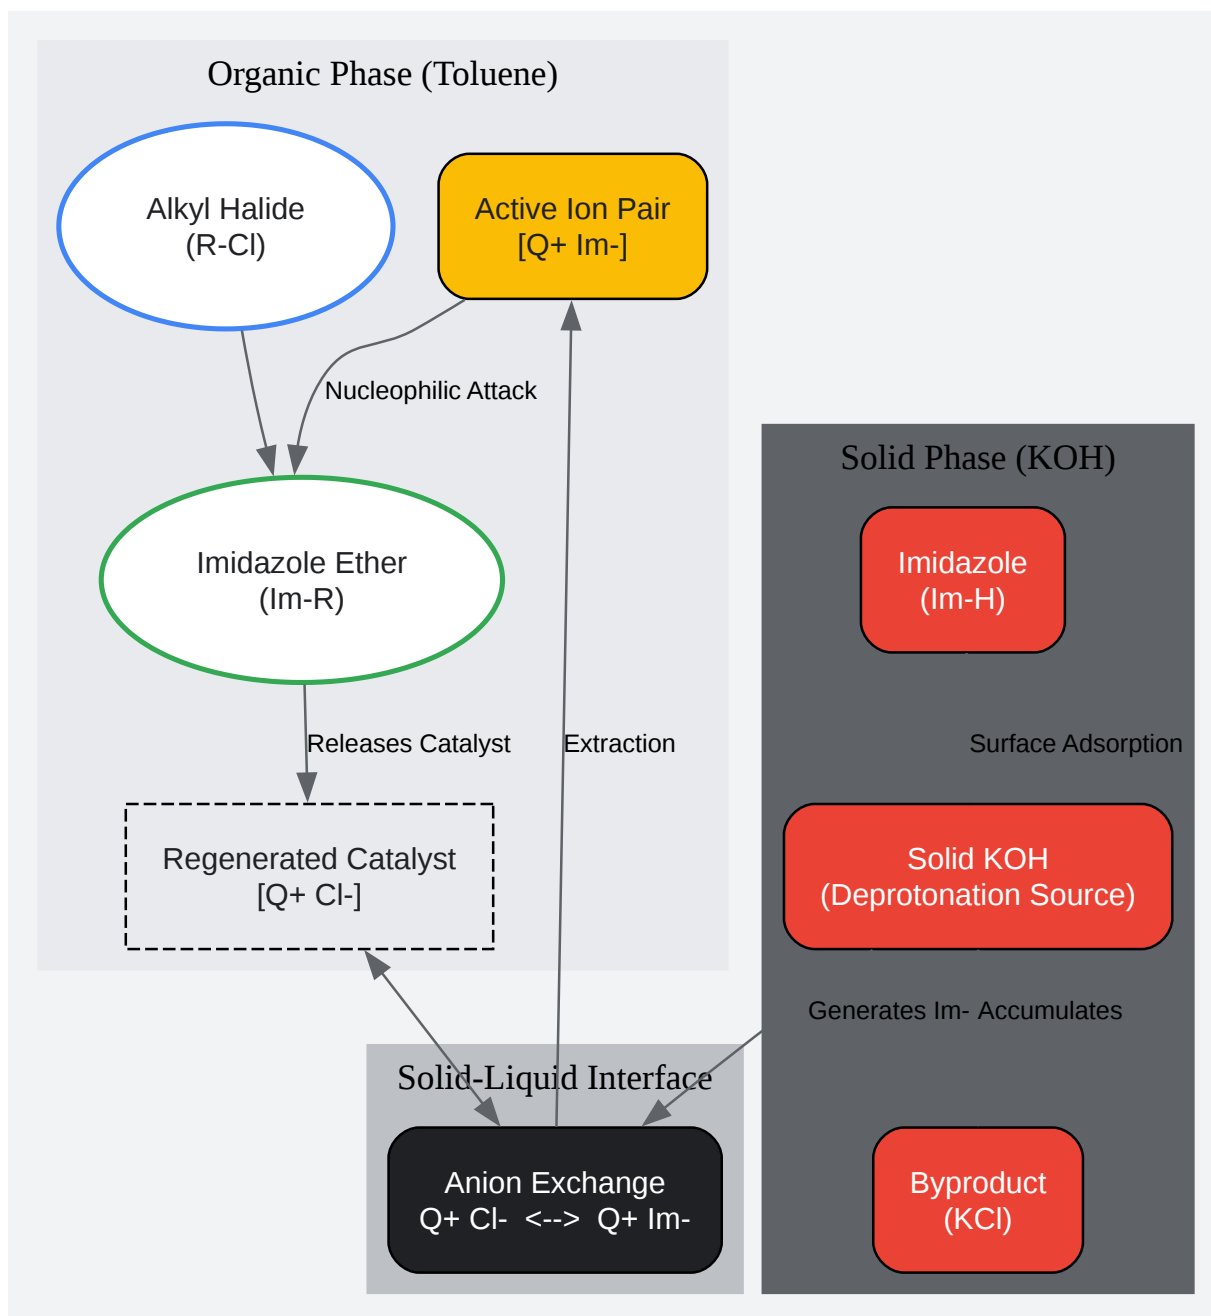 Organic Phase (Toluene)
Alkyl Halide
(R-Cl)
Active Ion Pair
[Q+ Im-]
Nucleophilic Attack
Imidazole Ether
(Im-R)
Releases Catalyst
Extraction
Regenerated Catalyst
[Q+ Cl-]
Solid Phase (KOH)
Imidazole
(Im-H)
Surface Adsorption
Solid KOH
(Deprotonation Source)
Generates Im-
Accumulates
Solid-Liquid Interface
Anion Exchange
Q+ Cl- <--> Q+ Im-
Byproduct
(KCl)